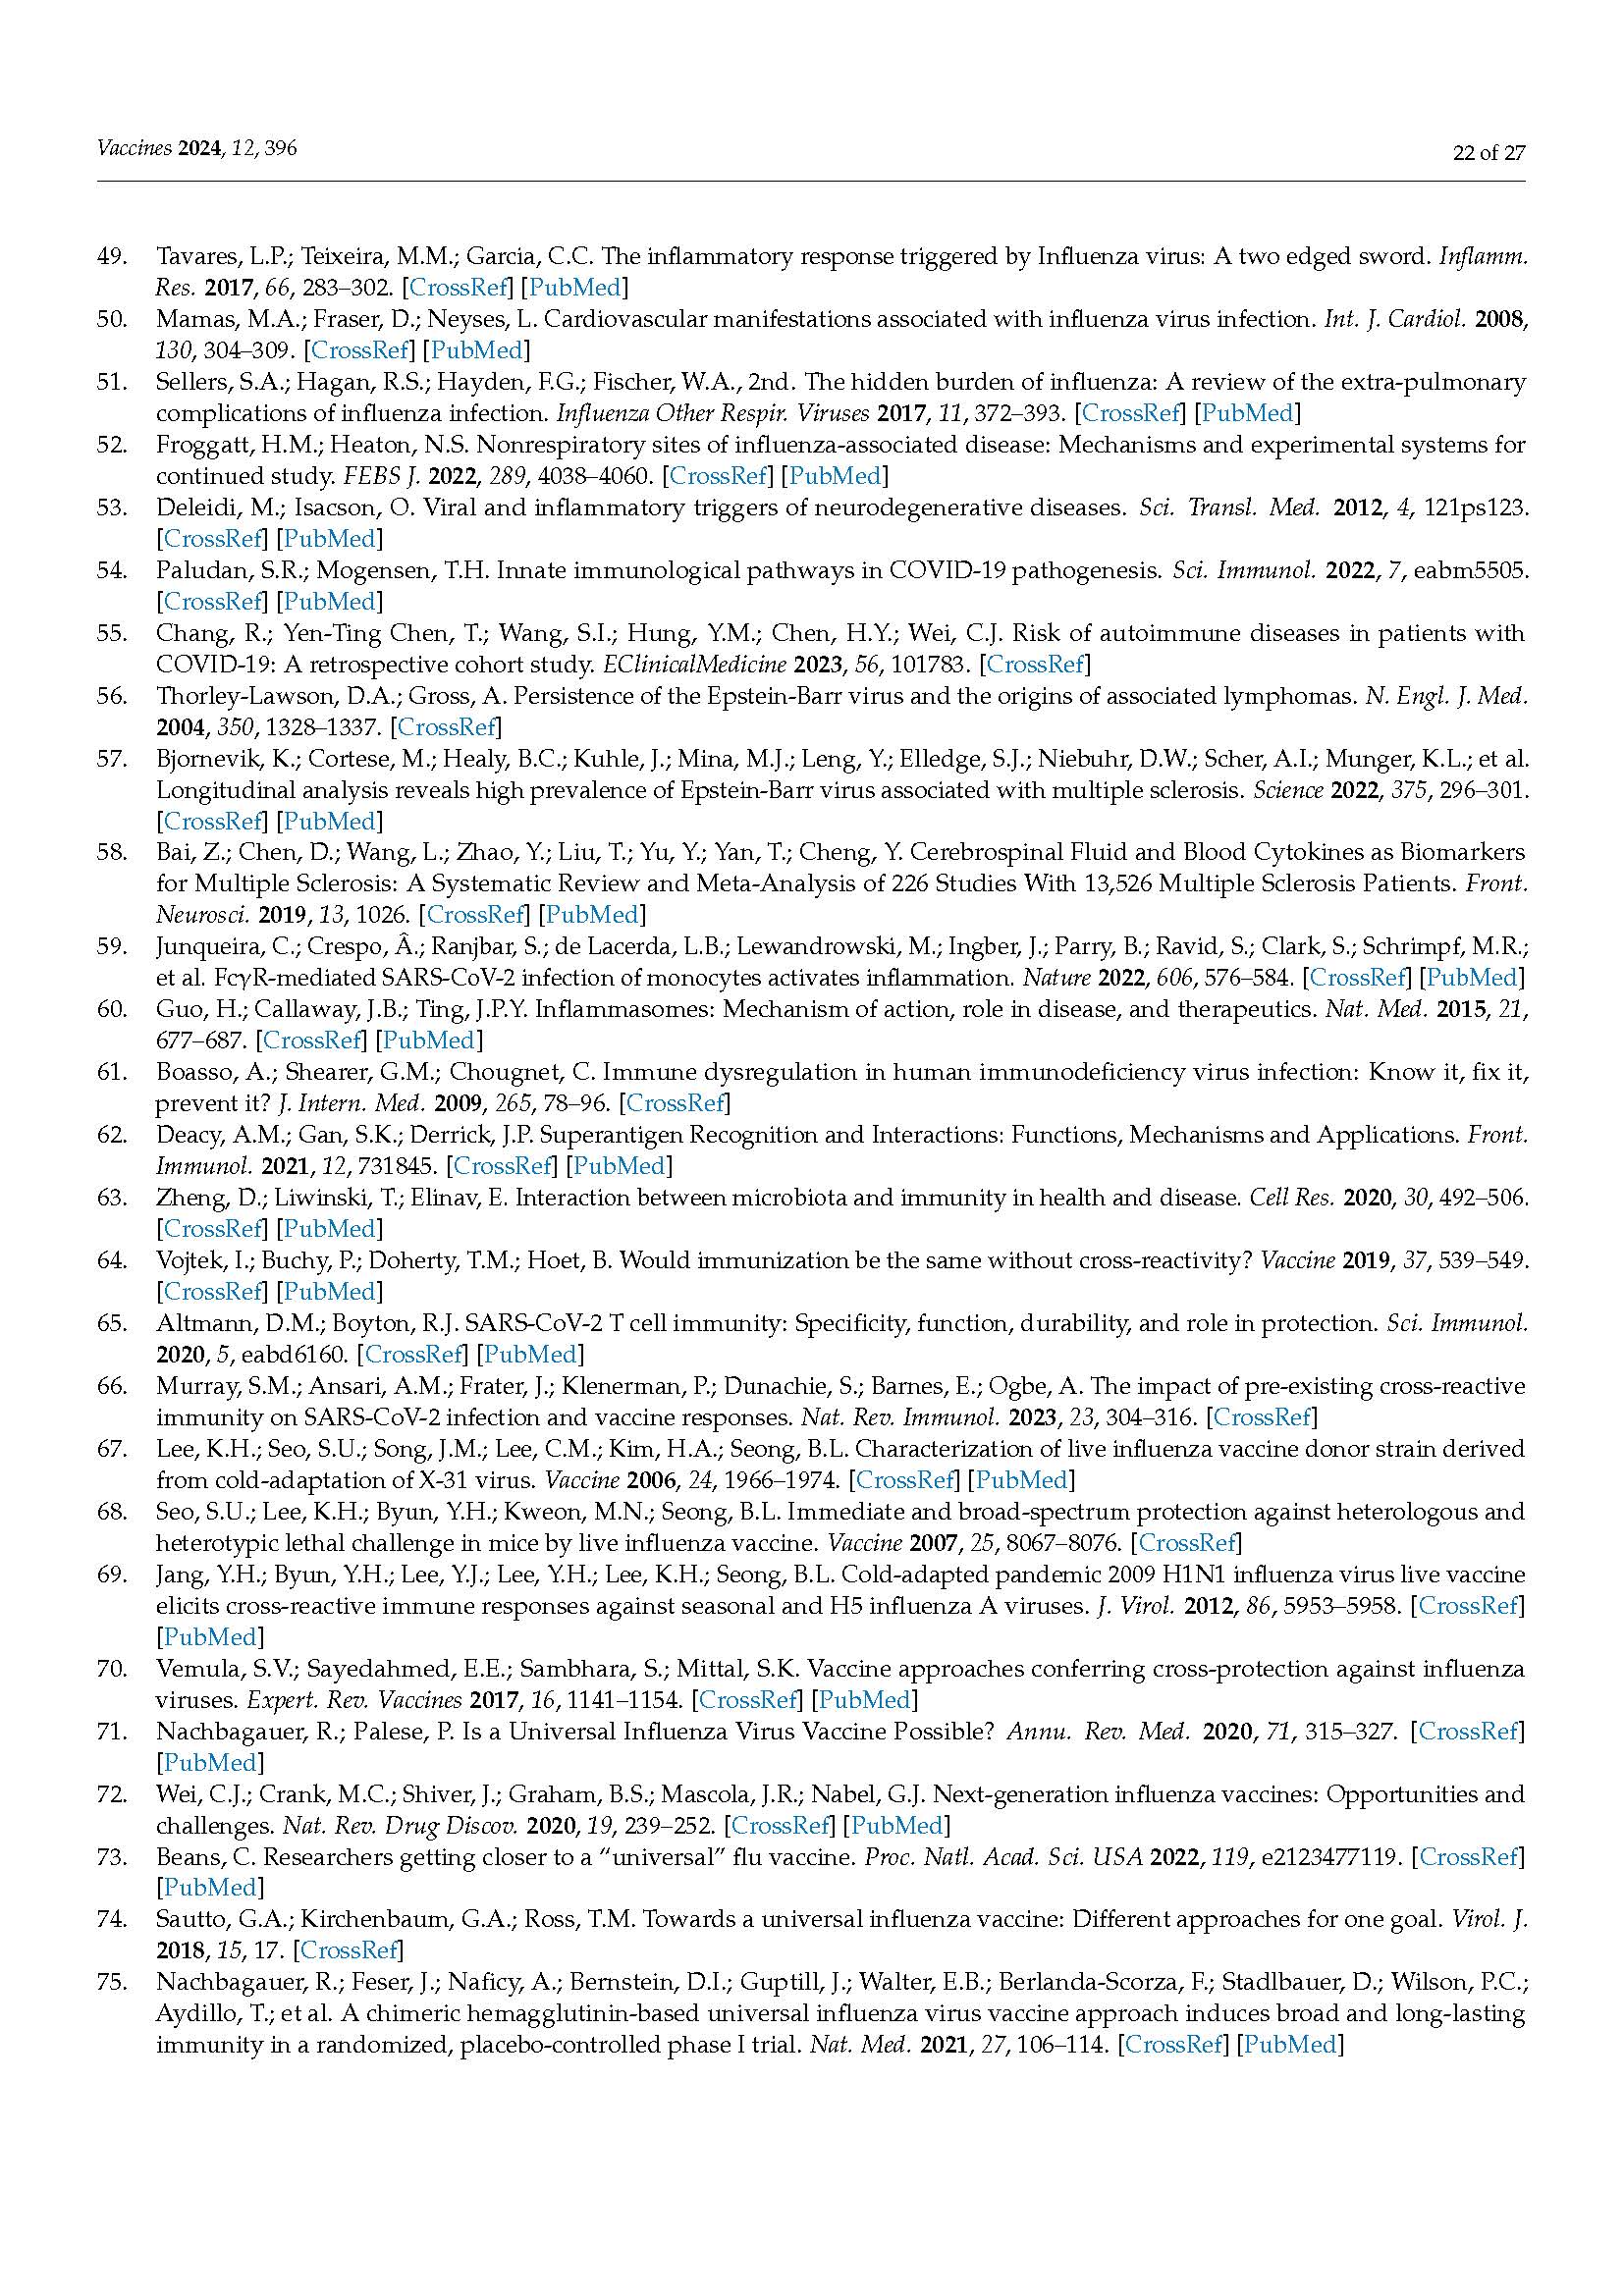 Vaccines 2024, 12, 396
22 of 27
49. Tavares, L.P.; Teixeira, M.M.; Garcia, C.C. The inflammatory response triggered by Influenza virus: A two edged sword. Inflamm.
Res. 2017, 66, 283–302. [CrossRef] [PubMed]
50. Mamas, M.A.; Fraser, D.; Neyses, L. Cardiovascular manifestations associated with influenza virus infection. Int. J. Cardiol. 2008,
130, 304–309. [CrossRef] [PubMed]
51. Sellers, S.A.; Hagan, R.S.; Hayden, F.G.; Fischer, W.A., 2nd. The hidden burden of influenza: A review of the extra-pulmonary
complications of influenza infection. Influenza Other Respir. Viruses 2017, 11, 372–393. [CrossRef] [PubMed]
52. Froggatt, H.M.; Heaton, N.S. Nonrespiratory sites of influenza-associated disease: Mechanisms and experimental systems for
continued study. FEBS J. 2022, 289, 4038–4060. [CrossRef] [PubMed]
53. Deleidi, M.; Isacson, O. Viral and inflammatory triggers of neurodegenerative diseases. Sci. Transl. Med. 2012, 4, 121ps123.
[CrossRef] [PubMed]
54. Paludan, S.R.; Mogensen, T.H. Innate immunological pathways in COVID-19 pathogenesis. Sci. Immunol. 2022, 7, eabm5505.
[CrossRef] [PubMed]
55. Chang, R.; Yen-Ting Chen, T.; Wang, S.I.; Hung, Y.M.; Chen, H.Y.; Wei, C.J. Risk of autoimmune diseases in patients with
COVID-19: A retrospective cohort study. EClinicalMedicine 2023, 56, 101783. [CrossRef]
56. Thorley-Lawson, D.A.; Gross, A. Persistence of the Epstein-Barr virus and the origins of associated lymphomas. N. Engl. J. Med.
2004, 350, 1328–1337. [CrossRef]
57. Bjornevik, K.; Cortese, M.; Healy, B.C.; Kuhle, J.; Mina, M.J.; Leng, Y.; Elledge, S.J.; Niebuhr, D.W.; Scher, A.I.; Munger, K.L.; et al.
Longitudinal analysis reveals high prevalence of Epstein-Barr virus associated with multiple sclerosis. Science 2022, 375, 296–301.
[CrossRef] [PubMed]
58. Bai, Z.; Chen, D.; Wang, L.; Zhao, Y.; Liu, T.; Yu, Y.; Yan, T.; Cheng, Y. Cerebrospinal Fluid and Blood Cytokines as Biomarkers
for Multiple Sclerosis: A Systematic Review and Meta-Analysis of 226 Studies With 13,526 Multiple Sclerosis Patients. Front.
Neurosci. 2019, 13, 1026. [CrossRef] [PubMed]
59. Junqueira, C.; Crespo, Â.; Ranjbar, S.; de Lacerda, L.B.; Lewandrowski, M.; Ingber, J.; Parry, B.; Ravid, S.; Clark, S.; Schrimpf, M.R.;
et al. FcγR-mediated SARS-CoV-2 infection of monocytes activates inflammation. Nature 2022, 606, 576–584. [CrossRef] [PubMed]
60. Guo, H.; Callaway, J.B.; Ting, J.P.Y. Inflammasomes: Mechanism of action, role in disease, and therapeutics. Nat. Med. 2015, 21,
677–687. [CrossRef] [PubMed]
61. Boasso, A.; Shearer, G.M.; Chougnet, C. Immune dysregulation in human immunodeficiency virus infection: Know it, fix it,
prevent it? J. Intern. Med. 2009, 265, 78–96. [CrossRef]
62. Deacy, A.M.; Gan, S.K.; Derrick, J.P. Superantigen Recognition and Interactions: Functions, Mechanisms and Applications. Front.
Immunol. 2021, 12, 731845. [CrossRef] [PubMed]
63. Zheng, D.; Liwinski, T.; Elinav, E. Interaction between microbiota and immunity in health and disease. Cell Res. 2020, 30, 492–506.
[CrossRef] [PubMed]
64. Vojtek, I.; Buchy, P.; Doherty, T.M.; Hoet, B. Would immunization be the same without cross-reactivity? Vaccine 2019, 37, 539–549.
[CrossRef] [PubMed]
65. Altmann, D.M.; Boyton, R.J. SARS-CoV-2 T cell immunity: Specificity, function, durability, and role in protection. Sci. Immunol.
2020, 5, eabd6160. [CrossRef] [PubMed]
66. Murray, S.M.; Ansari, A.M.; Frater, J.; Klenerman, P.; Dunachie, S.; Barnes, E.; Ogbe, A. The impact of pre-existing cross-reactive
immunity on SARS-CoV-2 infection and vaccine responses. Nat. Rev. Immunol. 2023, 23, 304–316. [CrossRef]
67. Lee, K.H.; Seo, S.U.; Song, J.M.; Lee, C.M.; Kim, H.A.; Seong, B.L. Characterization of live influenza vaccine donor strain derived
from cold-adaptation of X-31 virus. Vaccine 2006, 24, 1966–1974. [CrossRef] [PubMed]
68. Seo, S.U.; Lee, K.H.; Byun, Y.H.; Kweon, M.N.; Seong, B.L. Immediate and broad-spectrum protection against heterologous and
heterotypic lethal challenge in mice by live influenza vaccine. Vaccine 2007, 25, 8067–8076. [CrossRef]
69. Jang, Y.H.; Byun, Y.H.; Lee, Y.J.; Lee, Y.H.; Lee, K.H.; Seong, B.L. Cold-adapted pandemic 2009 H1N1 influenza virus live vaccine
elicits cross-reactive immune responses against seasonal and H5 influenza A viruses. J. Virol. 2012, 86, 5953–5958. [CrossRef]
[PubMed]
70. Vemula, S.V.; Sayedahmed, E.E.; Sambhara, S.; Mittal, S.K. Vaccine approaches conferring cross-protection against influenza
viruses. Expert. Rev. Vaccines 2017, 16, 1141–1154. [CrossRef] [PubMed]
71. Nachbagauer, R.; Palese, P. Is a Universal Influenza Virus Vaccine Possible? Annu. Rev. Med. 2020, 71, 315–327. [CrossRef]
[PubMed]
72. Wei, C.J.; Crank, M.C.; Shiver, J.; Graham, B.S.; Mascola, J.R.; Nabel, G.J. Next-generation influenza vaccines: Opportunities and
challenges. Nat. Rev. Drug Discov. 2020, 19, 239–252. [CrossRef] [PubMed]
73. Beans, C. Researchers getting closer to a “universal” flu vaccine. Proc. Natl. Acad. Sci. USA 2022, 119, e2123477119. [CrossRef]
[PubMed]
74. Sautto, G.A.; Kirchenbaum, G.A.; Ross, T.M. Towards a universal influenza vaccine: Different approaches for one goal. Virol. J.
2018, 15, 17. [CrossRef]
75. Nachbagauer, R.; Feser, J.; Naficy, A.; Bernstein, D.I.; Guptill, J.; Walter, E.B.; Berlanda-Scorza, F.; Stadlbauer, D.; Wilson, P.C.;
Aydillo, T.; et al. A chimeric hemagglutinin-based universal influenza virus vaccine approach induces broad and long-lasting
immunity in a randomized, placebo-controlled phase I trial. Nat. Med. 2021, 27, 106–114. [CrossRef] [PubMed]